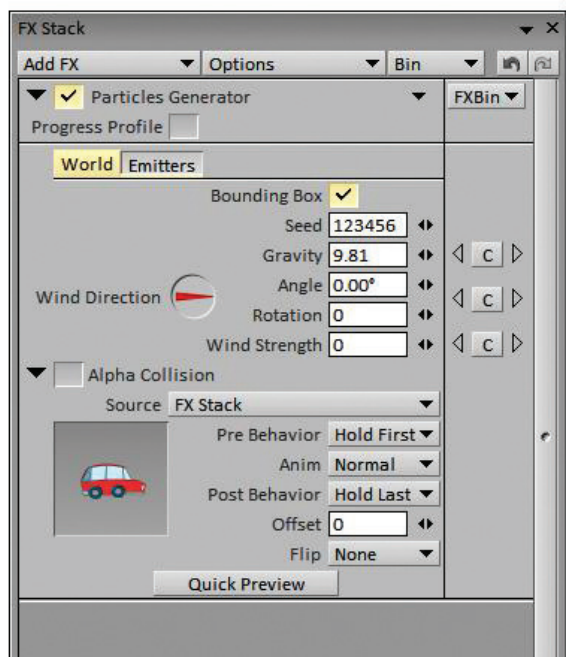 FX Stack
Add FX Options Bin
Particles Generator FXBin
Progress Profile
World Emitters
Bounding Box
Seed 123456
Gravity 9.81 C
Wind Direction Angle 0.00° C
Rotation 0
Wind Strength 0 C
Alpha Collision
Source FX Stack
Pre Behavior Hold First
Anim Normal
Post Behavior Hold Last
Offset 0
Flip None
Quick Preview